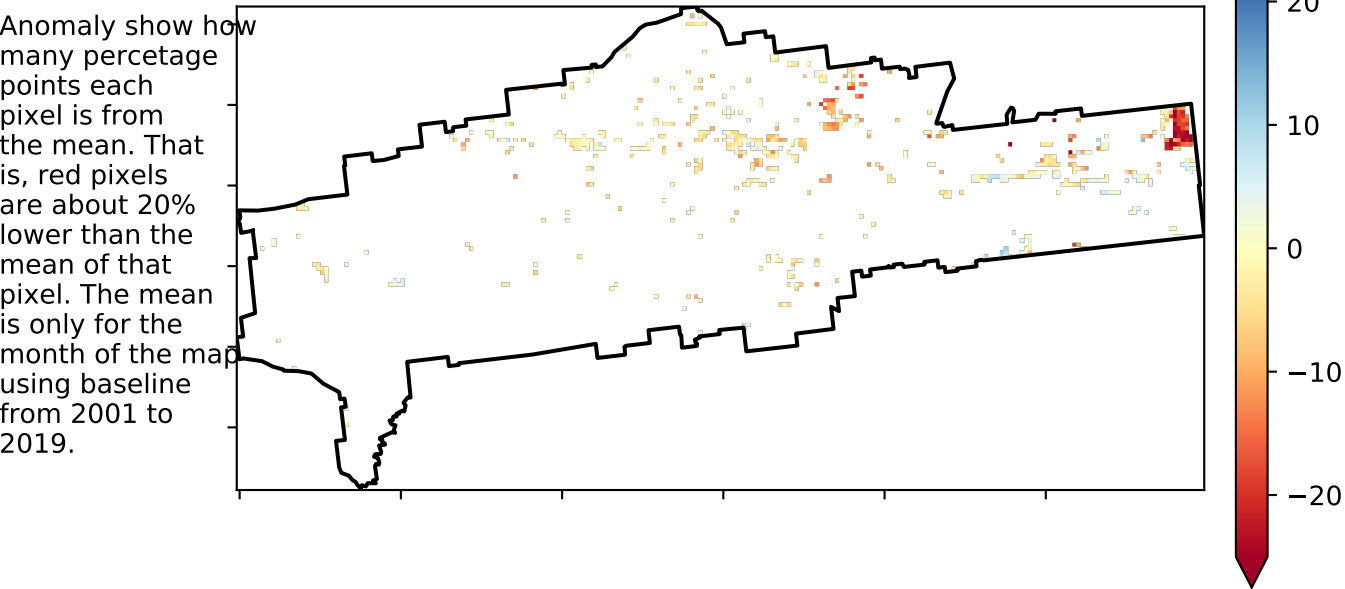 Anomaly show how
many percetage
points each
pixel is from
the mean. That
is, red pixels
are about 20%
lower than the
mean of that
pixel. The mean
is only for the
month of the map
using baseline
from 2001 to
2019.
20
10
0
−10
−20